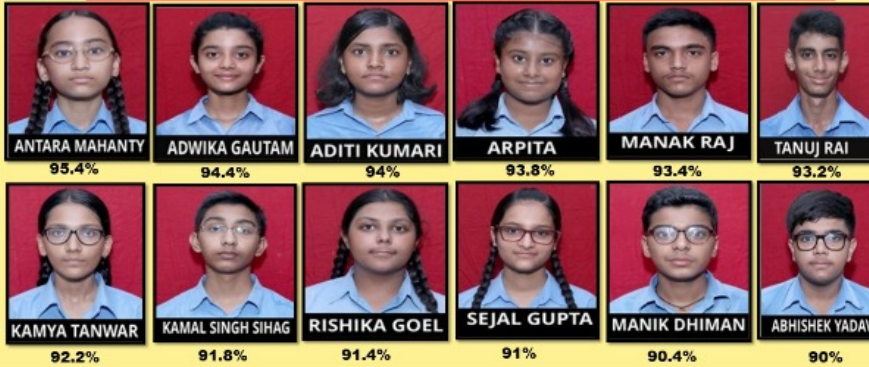 ANTARA MAHANTY ADWIKA GAUTAM ADITI KUMARI ARPITA MANAK RAJ TANUJ RAI
95.4% 94.4% 94% 93.8% 93.4% 93.2%
KAMYA TANWAR KAMAL SINGH SIHAG RISHIKA GOEL SEJAL GUPTA MANIK DHIMAN ABHISHEK YADAV
92.2% 91.8% 91.4% 91% 90.4% 90%